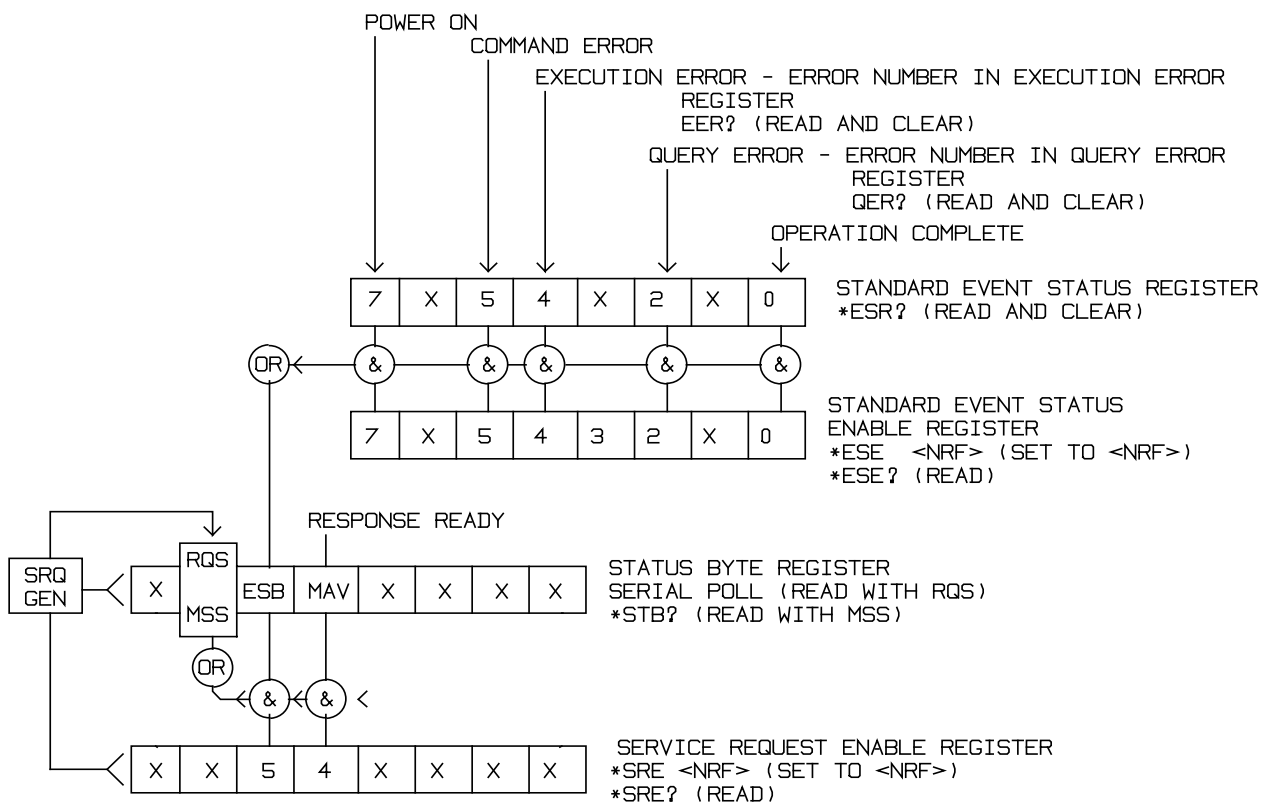 POWER ON
COMMAND ERROR
EXECUTION ERROR - ERROR NUMBER IN EXECUTION ERROR
REGISTER
EER? (READ AND CLEAR)
QUERY ERROR - ERROR NUMBER IN QUERY ERROR
REGISTER
QER? (READ AND CLEAR)
OPERATION COMPLETE
7 X 5 4 X 2 X 0
STANDARD EVENT STATUS REGISTER
*ESR? (READ AND CLEAR)
OR & & & & &
STANDARD EVENT STATUS
ENABLE REGISTER
7 X 5 4 3 2 X 0
*ESE <NRF> (SET TO <NRF>)
*ESE? (READ)
RESPONSE READY
SRQ
GEN
X RQS MSS ESB MAV X X X X
STATUS BYTE REGISTER
SERIAL POLL (READ WITH RQS)
*STB? (READ WITH MSS)
OR
& &
X X 5 4 X X X X
SERVICE REQUEST ENABLE REGISTER
*SRE <NRF> (SET TO <NRF>)
*SRE? (READ)